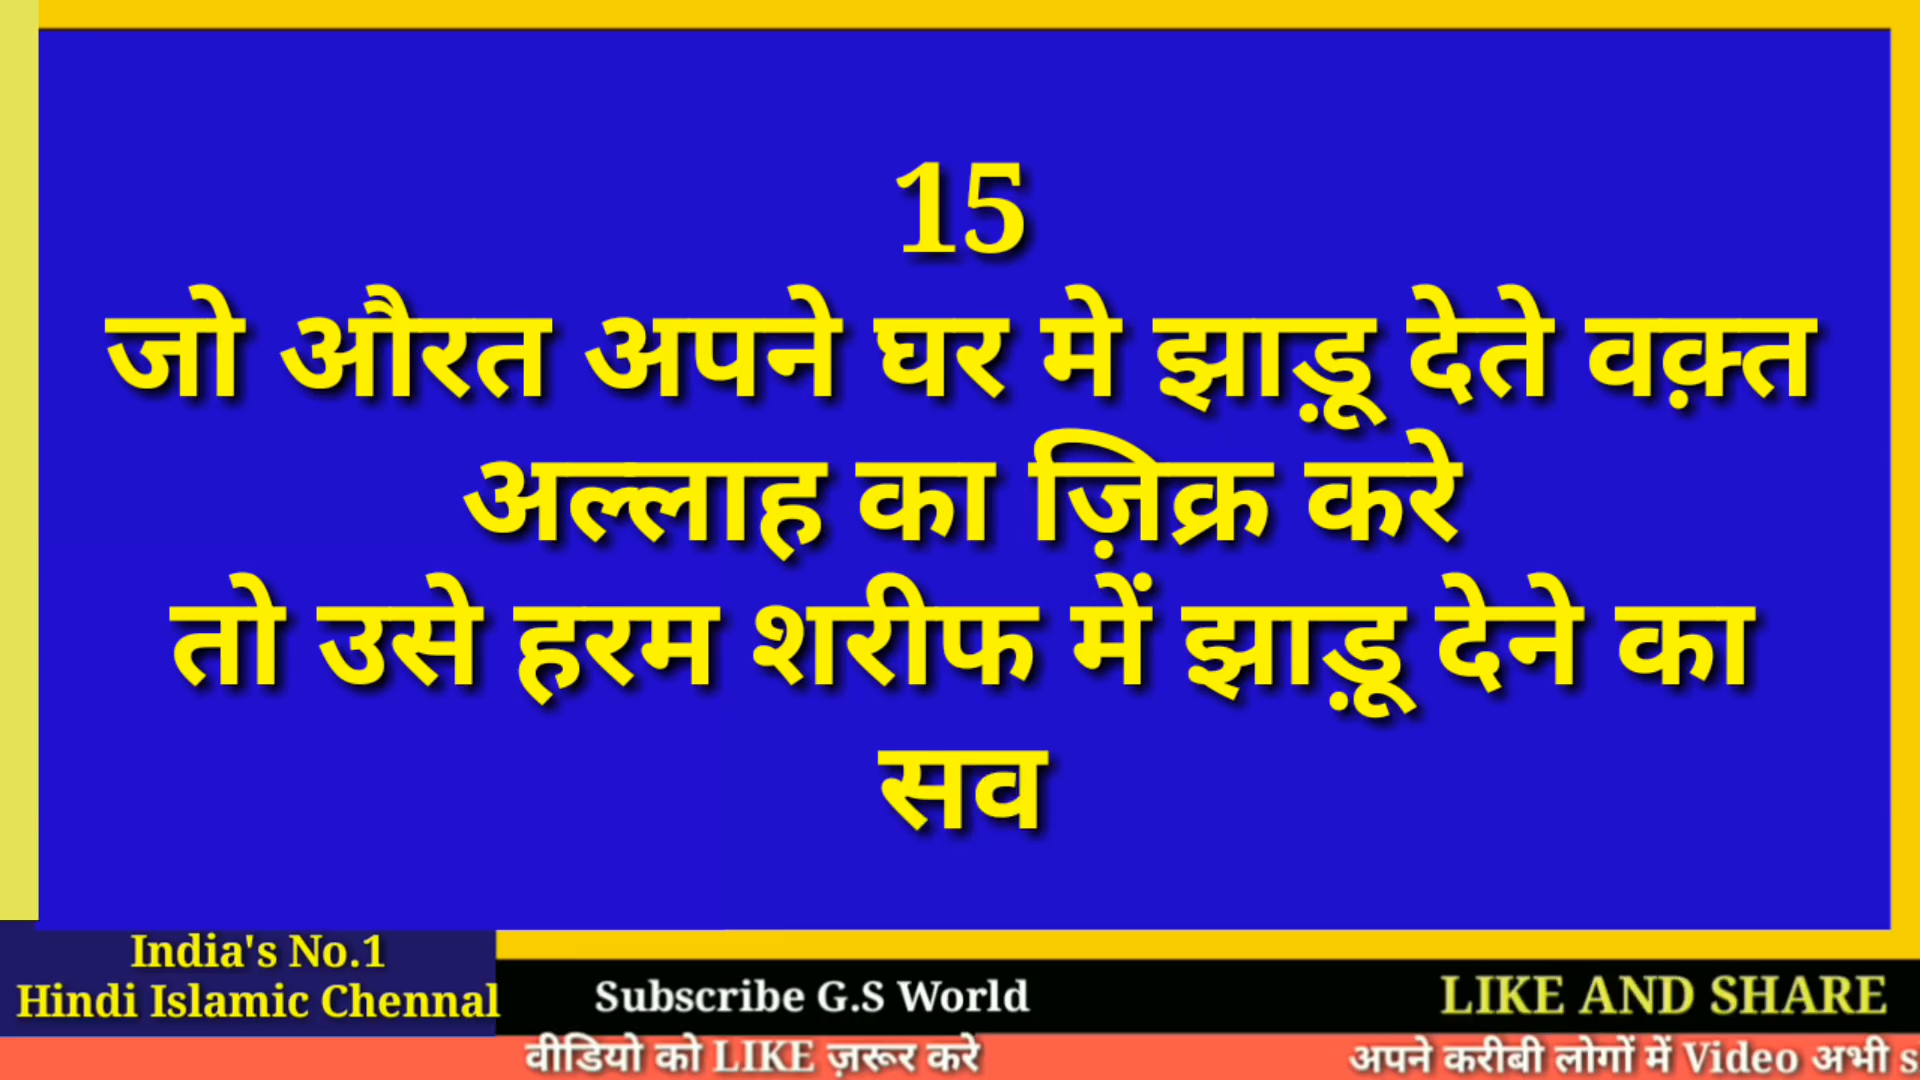 15
जो औरत अपने घर मे झाड़ू देते वक़्त
अल्लाह का ज़िक्र करे
तो उसे हरम शरीफ में झाड़ू देने का
सव
India's No.1
Hindi Islamic Chennal
Subscribe G.S World
LIKE AND SHARE
वीडियो को LIKE ज़रूर करे
अपने करीबी लोगों में Video अभी s